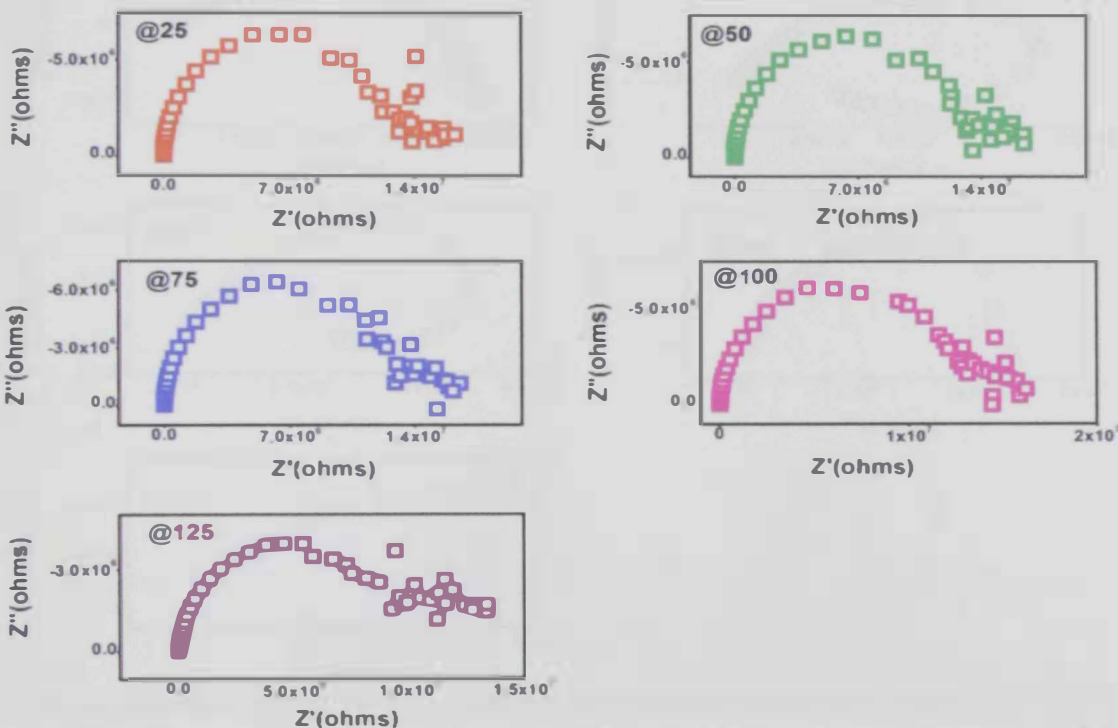 @25
-5.0x10⁶
0.0
Z''(ohms)
0.0
7.0x10⁶
1.4x10⁷
Z'(ohms)
@50
-5 0x10⁶
0.0
Z''(ohms)
0 0
7.0x10⁶
1.4x10⁷
Z'(ohms)
@75
-6.0x10⁶
-3.0x10⁶
0.0
Z''(ohms)
0.0
7.0x10⁶
1.4x10⁷
Z'(ohms)
@100
-5.0x10⁶
0 0
Z''(ohms)
0
1x10⁷
2x10⁷
Z'(ohms)
@125
-3.0x10⁶
0.0
Z''(ohms)
0.0
5.0x10⁶
1 0x10⁷
1 5x10⁷
Z'(ohms)